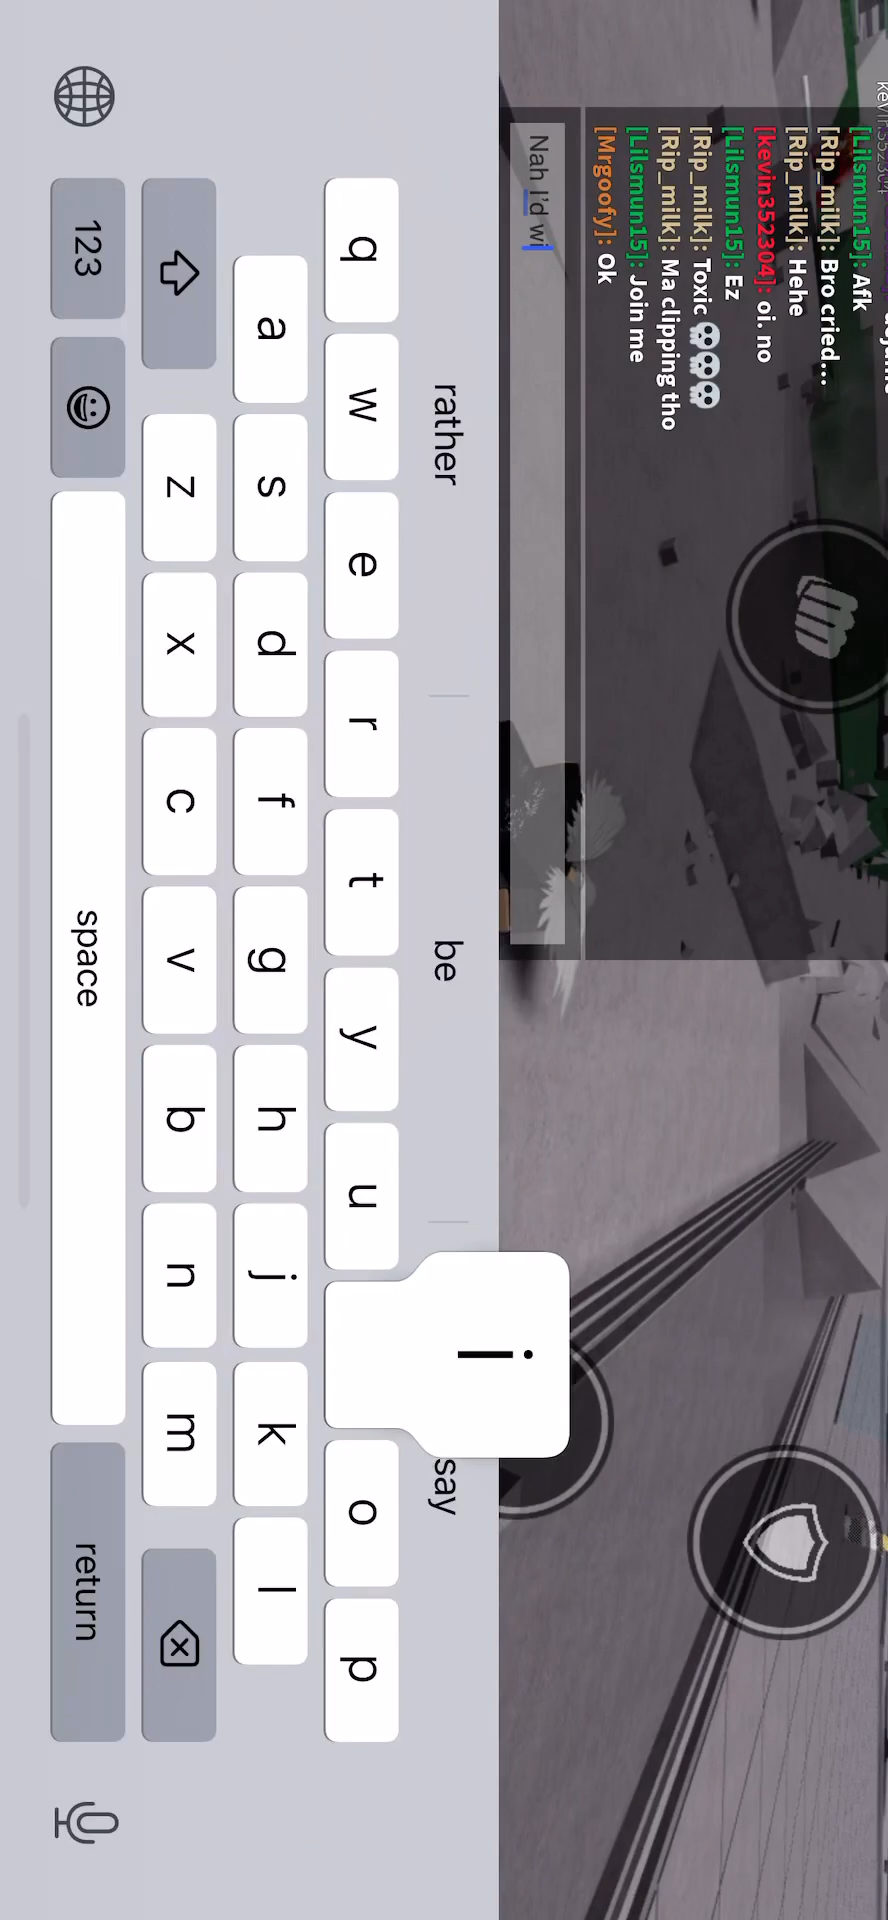 [Lilsmun15]: Afk
[Rip_milk]: Bro cried...
[Rip_milk]: Hehe
[kevin352304]: oi. no
[Lilsmun15]: Ez
[Rip_milk]: Toxic 💀💀💀
[Rip_milk]: Ma clipping tho
[Lilsmun15]: Join me
[Mrgoofy]: Ok
Nah I'd wi
rather be say
q w e r t y u i o p
a s d f g h j k l
z x c v b n m
123 space return